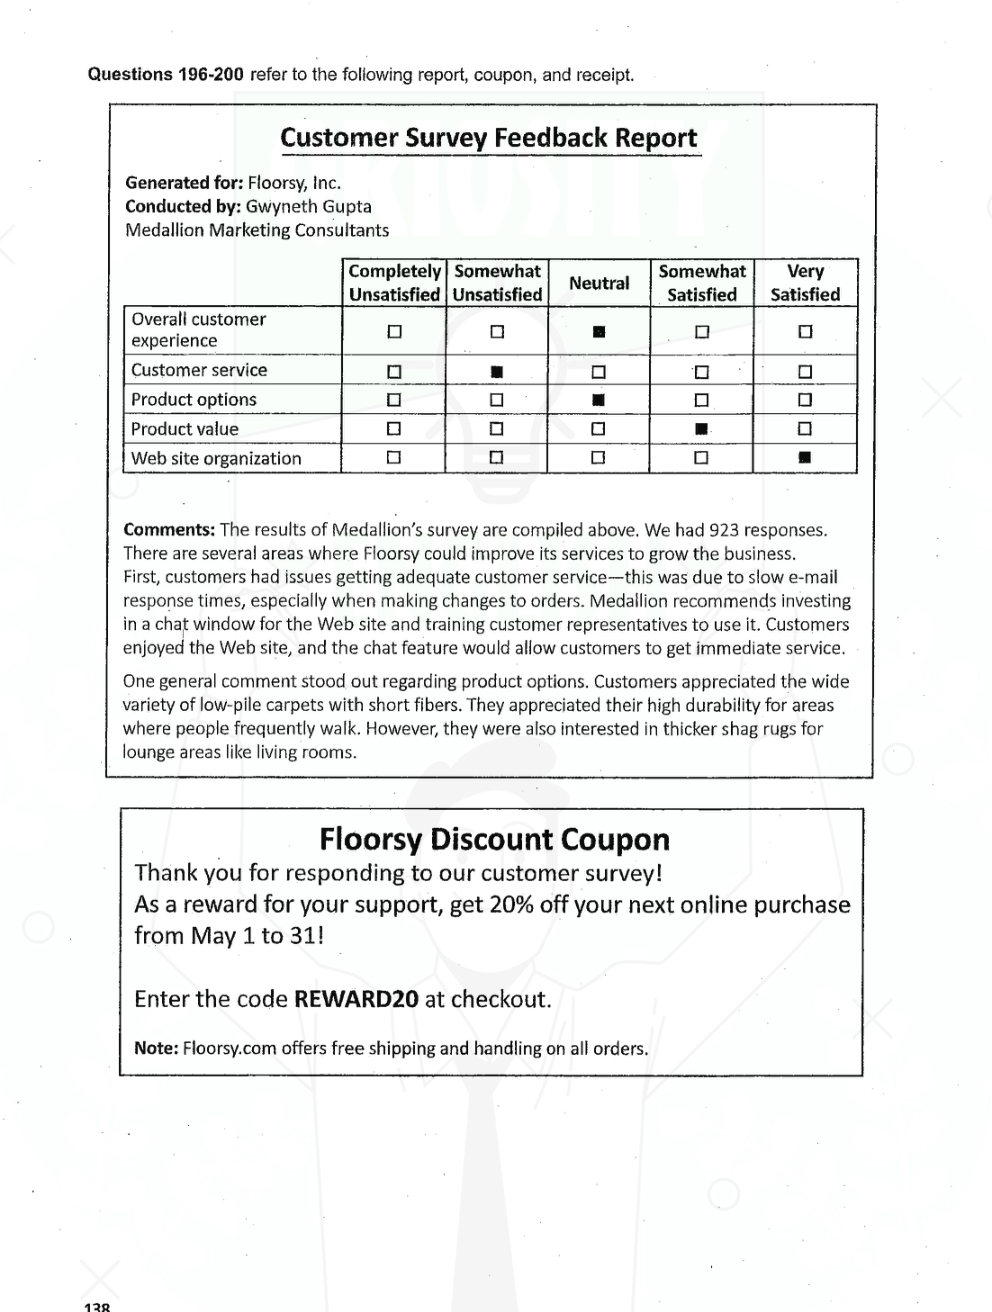 Questions 196-200 refer to the following report, coupon, and receipt.
Customer Survey Feedback Report
Generated for: Floorsy, Inc.
Conducted by: Gwyneth Gupta
Medallion Marketing Consultants
Completely Unsatisfied Somewhat Unsatisfied Neutral Somewhat Satisfied Very Satisfied
Overall customer experience ☐ ☐ ■ ☐ ☐
Customer service ☐ ■ ☐ ☐ ☐
Product options ☐ ☐ ■ ☐ ☐
Product value ☐ ☐ ☐ ■ ☐
Web site organization ☐ ☐ ☐ ☐ ■
Comments: The results of Medallion's survey are compiled above. We had 923 responses.
There are several areas where Floorsy could improve its services to grow the business.
First, customers had issues getting adequate customer service—this was due to slow e-mail
response times, especially when making changes to orders. Medallion recommends investing
in a chat window for the Web site and training customer representatives to use it. Customers
enjoyed the Web site, and the chat feature would allow customers to get immediate service.
One general comment stood out regarding product options. Customers appreciated the wide
variety of low-pile carpets with short fibers. They appreciated their high durability for areas
where people frequently walk. However, they were also interested in thicker shag rugs for
lounge areas like living rooms.
Floorsy Discount Coupon
Thank you for responding to our customer survey!
As a reward for your support, get 20% off your next online purchase
from May 1 to 31!
Enter the code REWARD20 at checkout.
Note: Floorsy.com offers free shipping and handling on all orders.
138